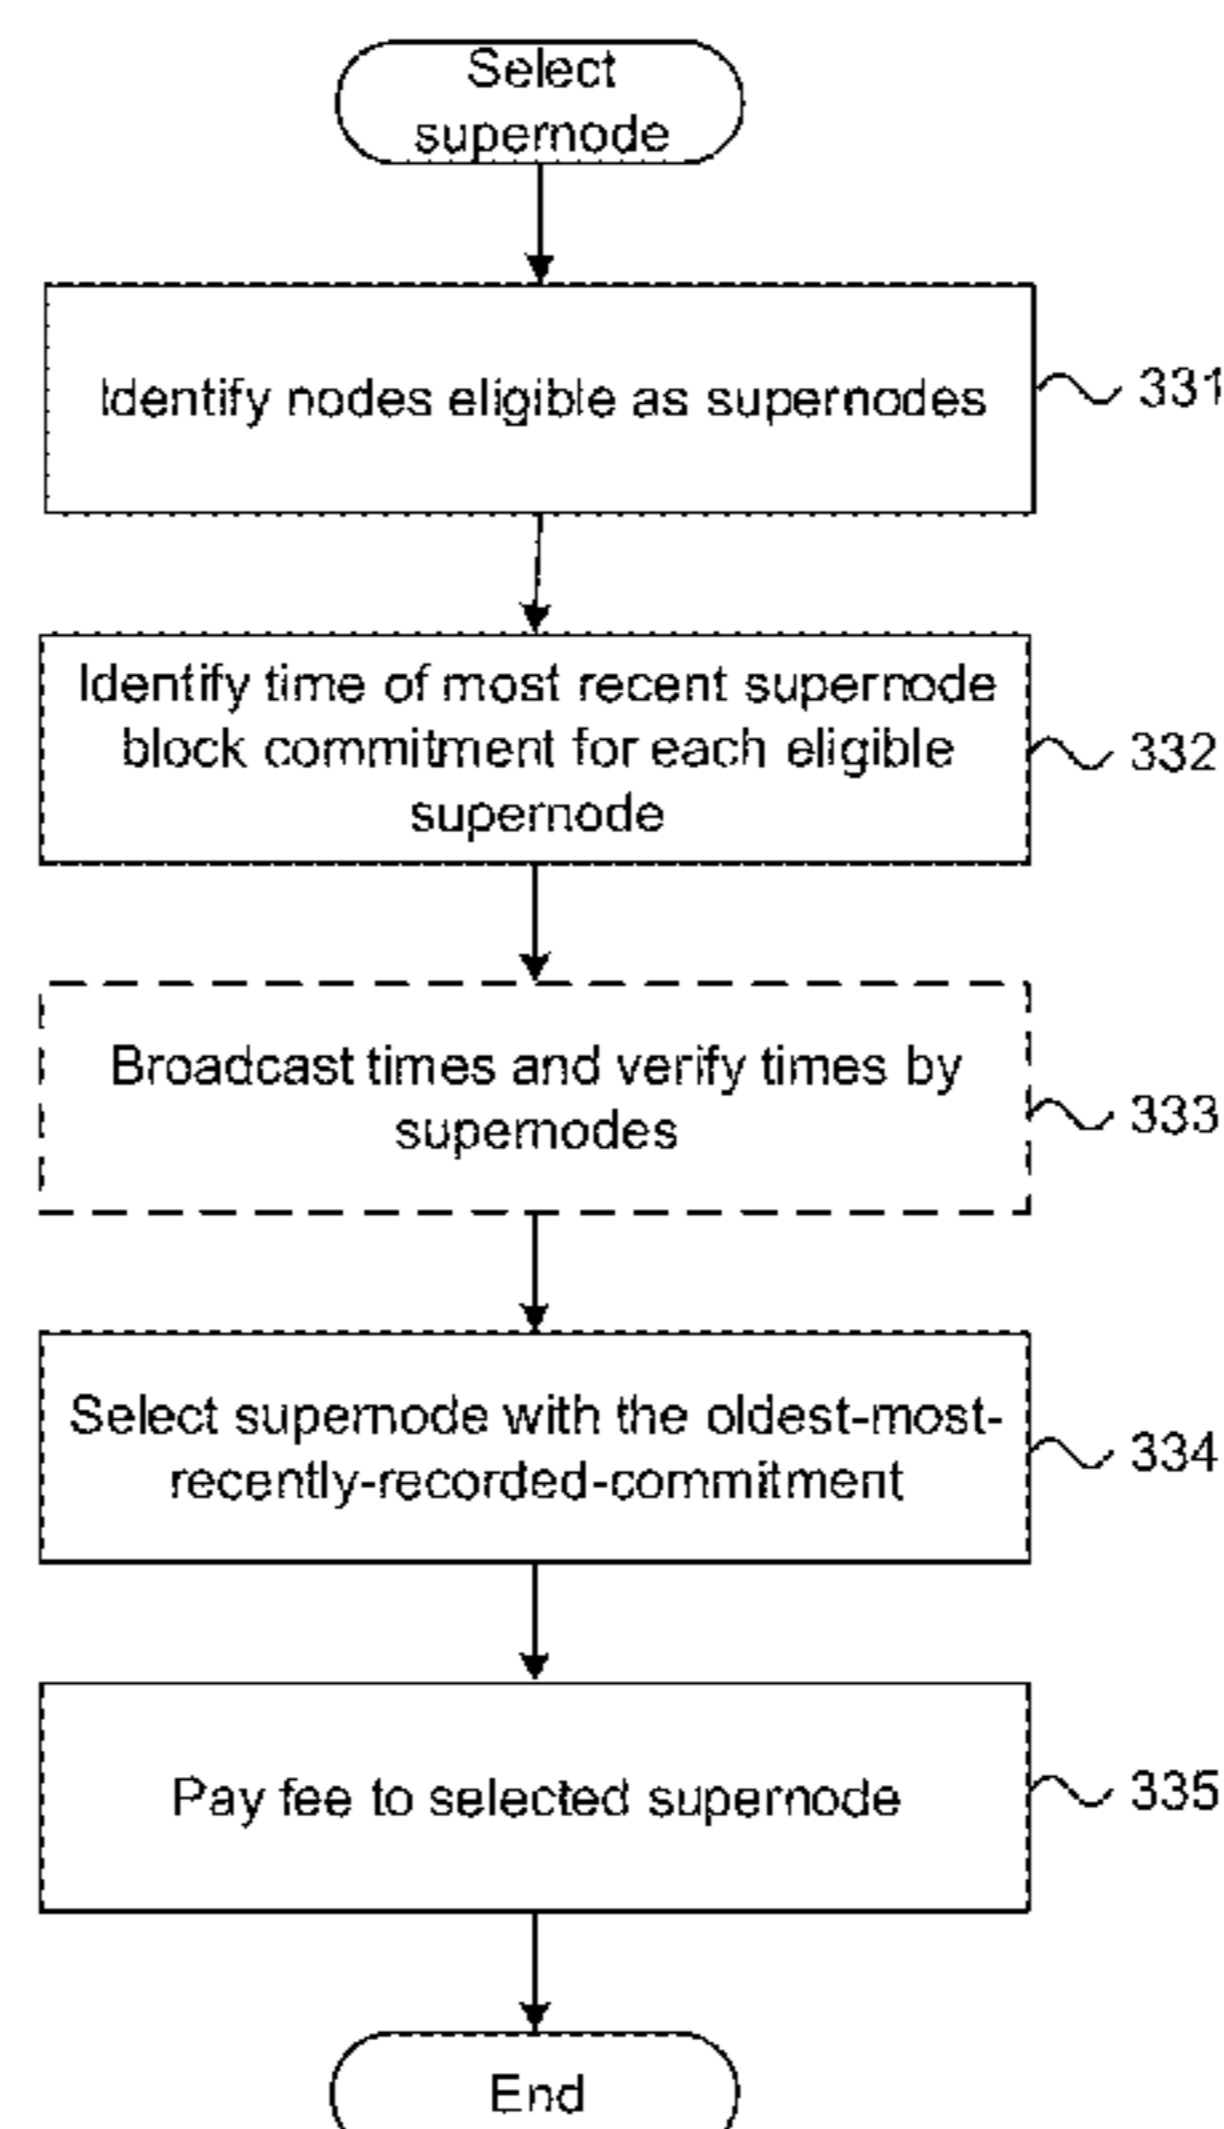 Select
supernode
Identify nodes eligible as supernodes
331
Identify time of most recent supernode
block commitment for each eligible
supernode
332
Broadcast times and verify times by
supernodes
333
Select supernode with the oldest-most-
recently-recorded-commitment
334
Pay fee to selected supernode
335
End